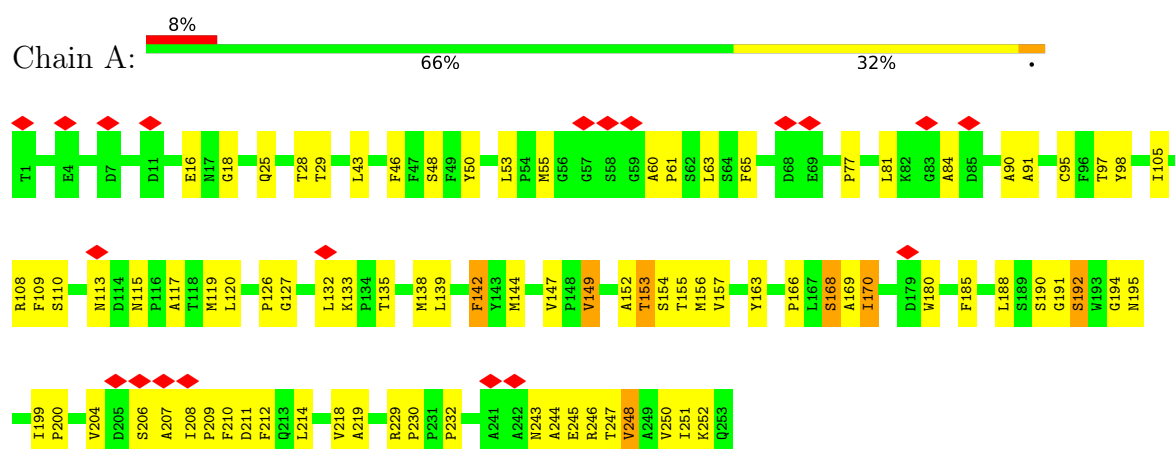 8%
Chain A:
66% 32% •
T1 E4 D7 D11 E16 N17 G18 Q25 T28 T29 L43 F46 F47 S48 F49 Y50 L53 P54 M55 G56 G57 S58 G59 A60 P61 S62 L63 S64 F65 D68 E69 P77 L81 K82 G83 A84 D85 A90 A91 C95 F96 T97 Y98 I105
R108 F109 S110 N113 D114 N115 P116 A117 T118 M119 L120 P126 G127 L132 K133 P134 T135 M138 L139 F142 Y143 M144 V147 P148 V149 A152 T153 S154 T155 M156 V157 Y163 P166 L167 S168 A169 I170 D179 W180 F185 L188 S189 S190 G191 S192 W193 G194 N195
I199 P200 V204 D205 S206 A207 I208 P209 F210 D211 F212 Q213 L214 V218 A219 R229 P230 P231 P232 A241 A242 N243 A244 E245 R246 T247 V248 A249 V250 I251 K252 Q253